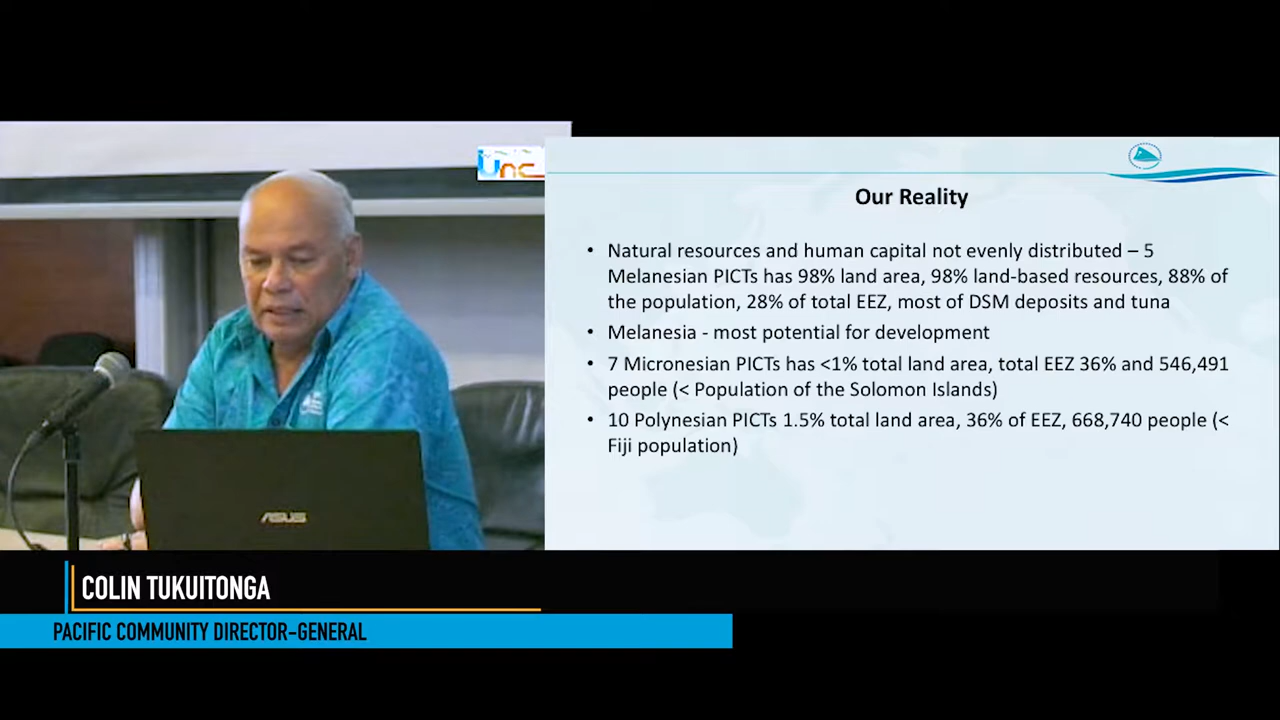 Unc
Our Reality
• Natural resources and human capital not evenly distributed – 5
Melanesian PICTs has 98% land area, 98% land-based resources, 88% of
the population, 28% of total EEZ, most of DSM deposits and tuna
• Melanesia - most potential for development
• 7 Micronesian PICTs has <1% total land area, total EEZ 36% and 546,491
people (< Population of the Solomon Islands)
• 10 Polynesian PICTs 1.5% total land area, 36% of EEZ, 668,740 people (<
Fiji population)
ASUS
COLIN TUKUITONGA
PACIFIC COMMUNITY DIRECTOR-GENERAL